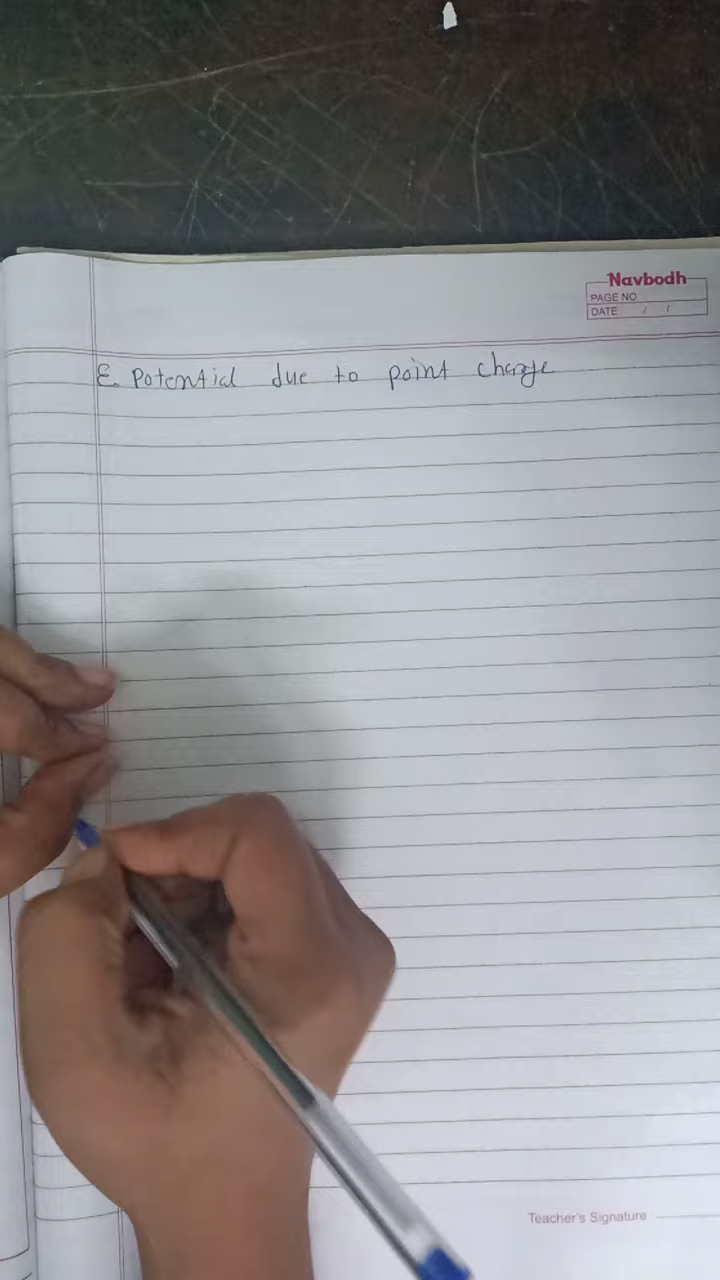 Navbodh
PAGE NO
DATE / /
E. Potential due to point charge
Teacher's Signature